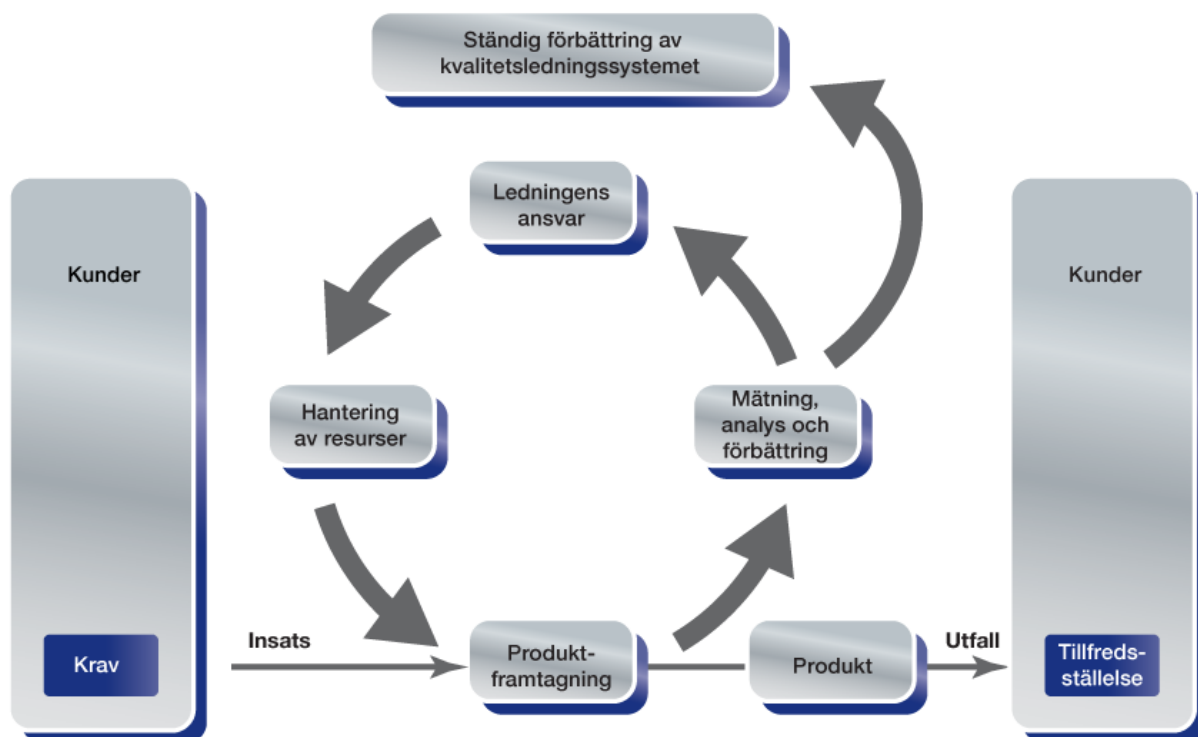 Ständig förbättring av
kvalitetsledningssystemet
Ledningens
ansvar
Kunder
Kunder
Hantering
av resurser
Mätning,
analys och
förbättring
Krav
Insats
Produkt-
framtagning
Produkt
Utfall
Tillfreds-
ställelse